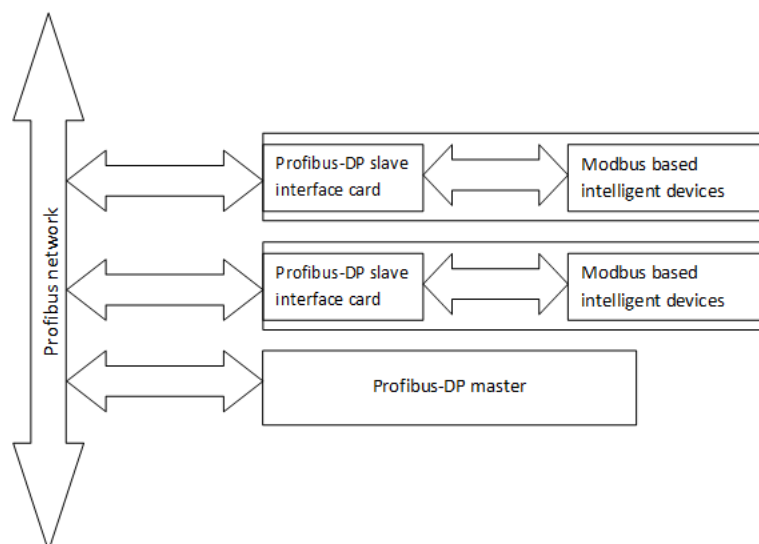 Profibus network
Profibus-DP slave
interface card
Modbus based
intelligent devices
Profibus-DP slave
interface card
Modbus based
intelligent devices
Profibus-DP master